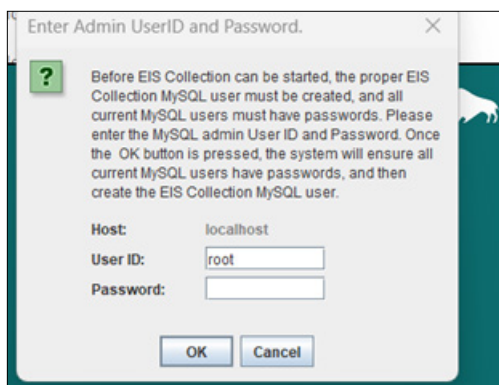 Enter Admin UserID and Password.
?
Before EIS Collection can be started, the proper EIS
Collection MySQL user must be created, and all
current MySQL users must have passwords. Please
enter the MySQL admin User ID and Password. Once
the OK button is pressed, the system will ensure all
current MySQL users have passwords, and then
create the EIS Collection MySQL user.
Host: localhost
User ID: root
Password:
OK Cancel